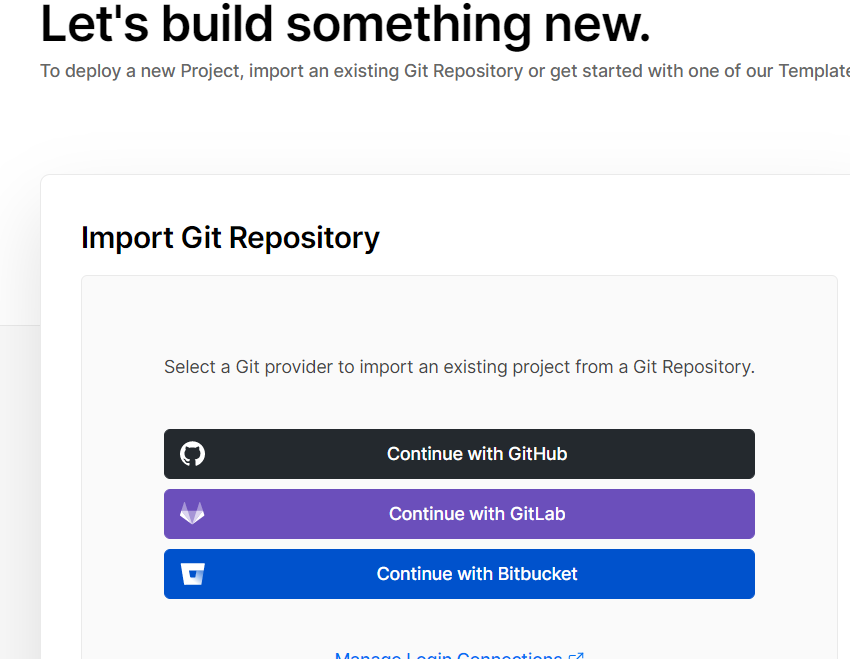 Let's build something new.
To deploy a new Project, import an existing Git Repository or get started with one of our Template
Import Git Repository
Select a Git provider to import an existing project from a Git Repository.
Continue with GitHub
Continue with GitLab
Continue with Bitbucket
Manage Login Connections